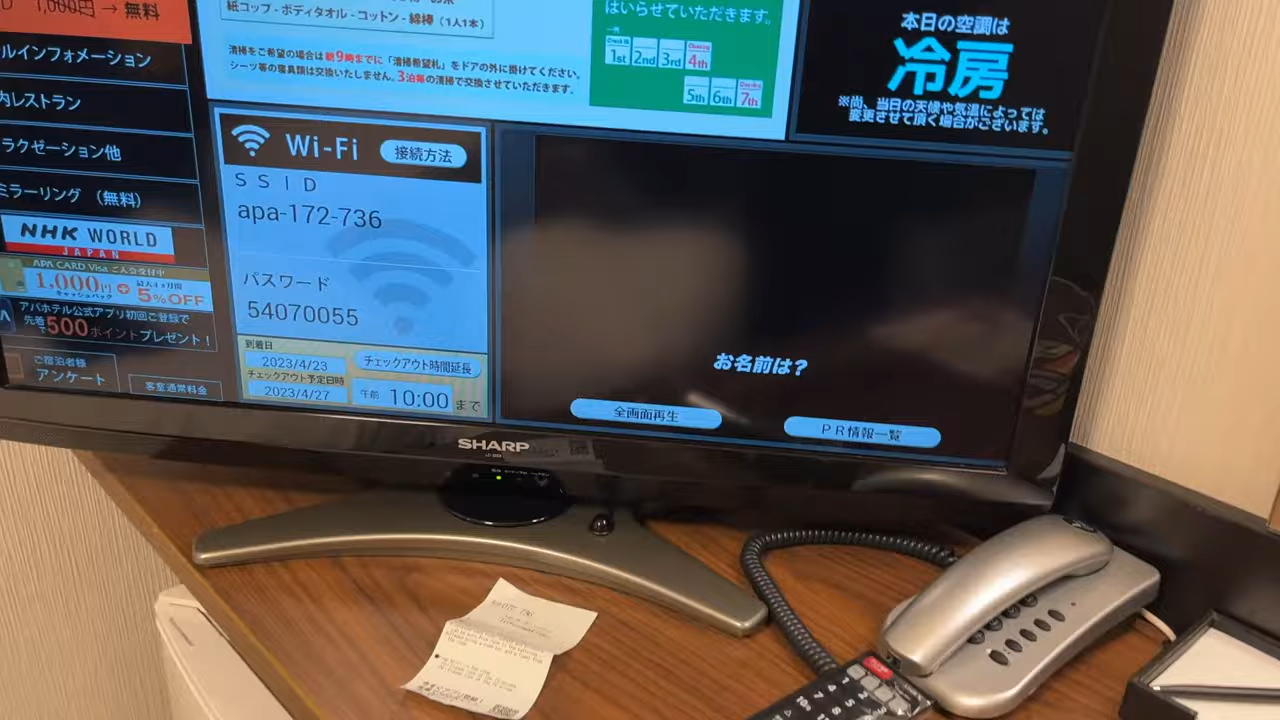 1,000円 → 無料
ルインフォメーション
内レストラン
ラクゼーション他
ミラーリング (無料)
NHK WORLD
JAPAN
APA CARD Visa ご入会受付中
1,000円
キャッシュバック
5%OFF
アパホテル公式アプリ初回ご登録で
先着で500ポイントプレゼント!
ご宿泊者様
アンケート
客室通常料金
紙コップ・ボディタオル・コットン・綿棒 (1人1本)
清掃をご希望の場合は朝9時までに「清掃希望札」をドアの外に掛けてください。
シーツ等の寝具類は交換いたしません。3泊毎の清掃で交換させていただきます。
はいらせていただきます。
1st 2nd 3rd 4th
5th 6th 7th
本日の空調は
冷房
※尚、当日の天候や気温によっては
変更させて頂く場合がございます。
Wi-Fi 接続方法
SSID
apa-172-736
パスワード
54070055
到着日
2023/4/23
チェックアウト時間延長
チェックアウト予定日時
2023/4/27
午前 10:00 まで
お名前は?
全画面再生
PR情報一覧
SHARP